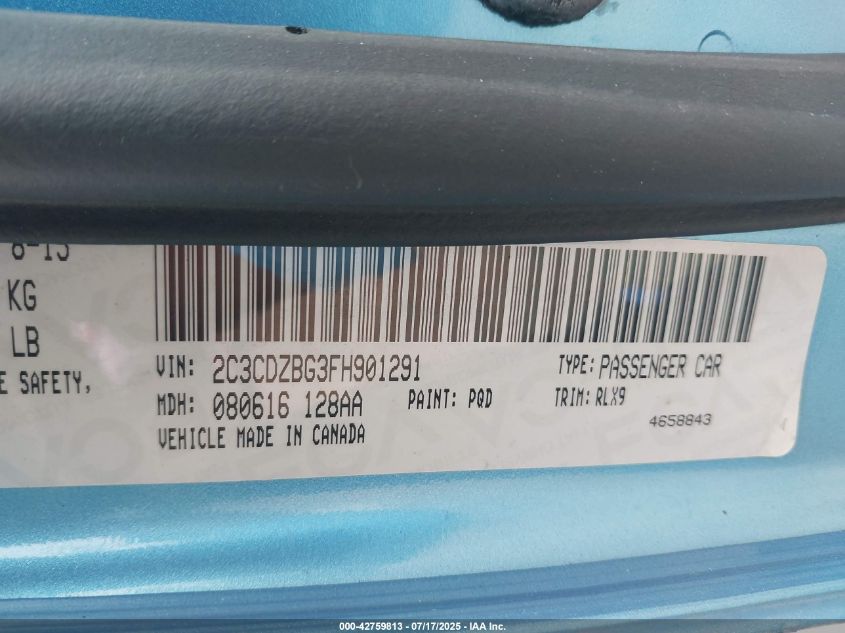 8-15
KG
LB
E SAFETY,
VIN: 2C3CDZBG3FH901291 TYPE: PASSENGER CAR
MDH: 080616 128AA PAINT: PQD TRIM: RLX9
VEHICLE MADE IN CANADA 4658843
000-42759813 - 07/17/2025 - IAA Inc.